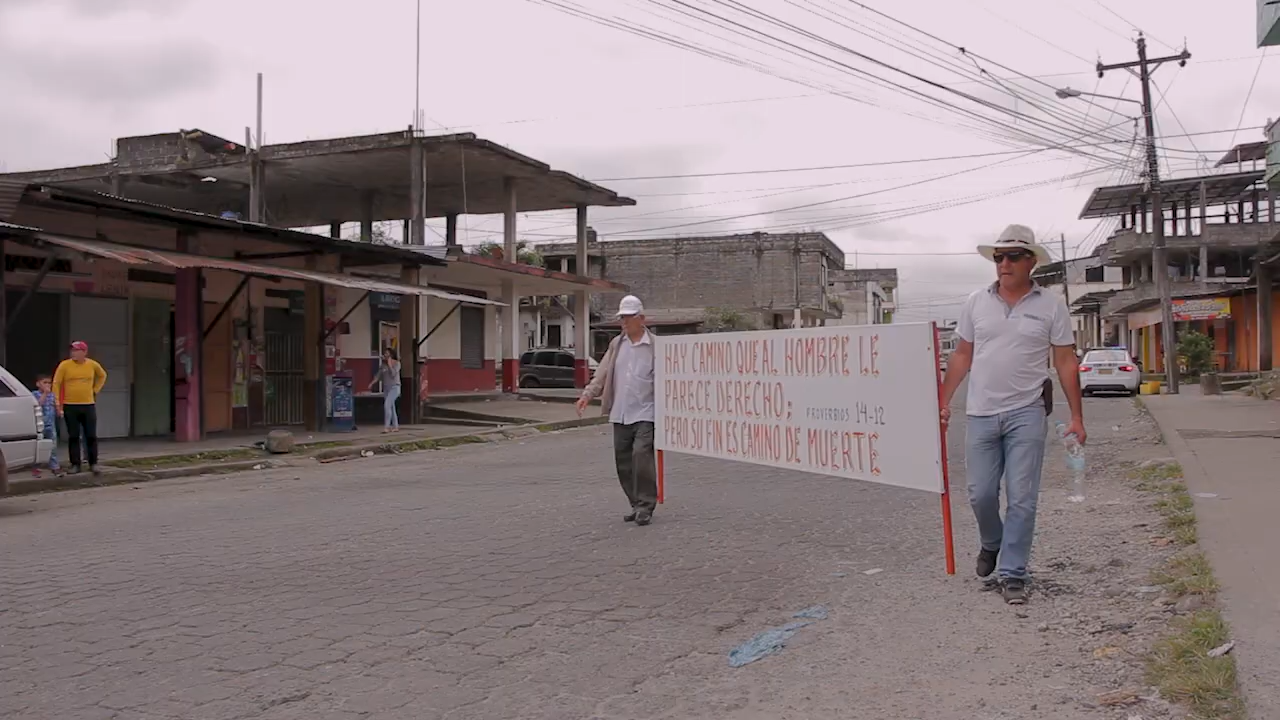 HAY CAMINO QUE AL HOMBRE LE
PARECE DERECHO; PROVERBIOS 14-12
PERO SU FIN ES CAMINO DE MUERTE